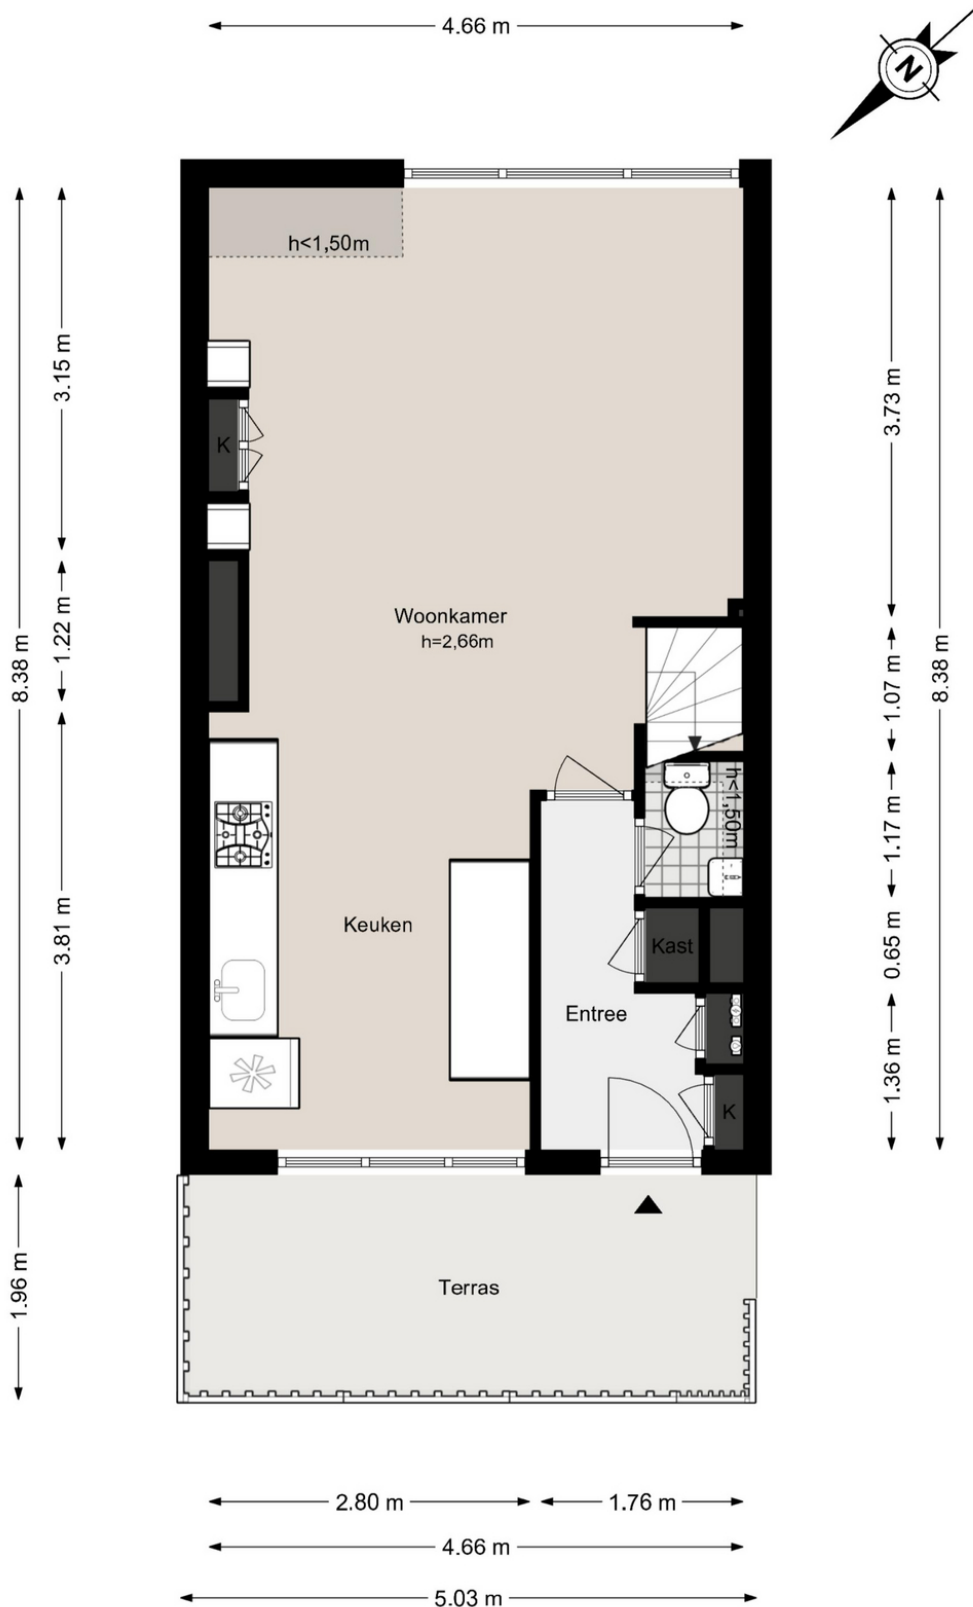 4.66 m
N
h<1,50m
3.15 m
3.73 m
K
Woonkamer
h=2,66m
8.38 m
1.22 m
1.07 m
8.38 m
h<1,50m
1.17 m
3.81 m
Keuken
Kast
0.65 m
Entree
1.36 m
K
1.96 m
Terras
2.80 m
1.76 m
4.66 m
5.03 m